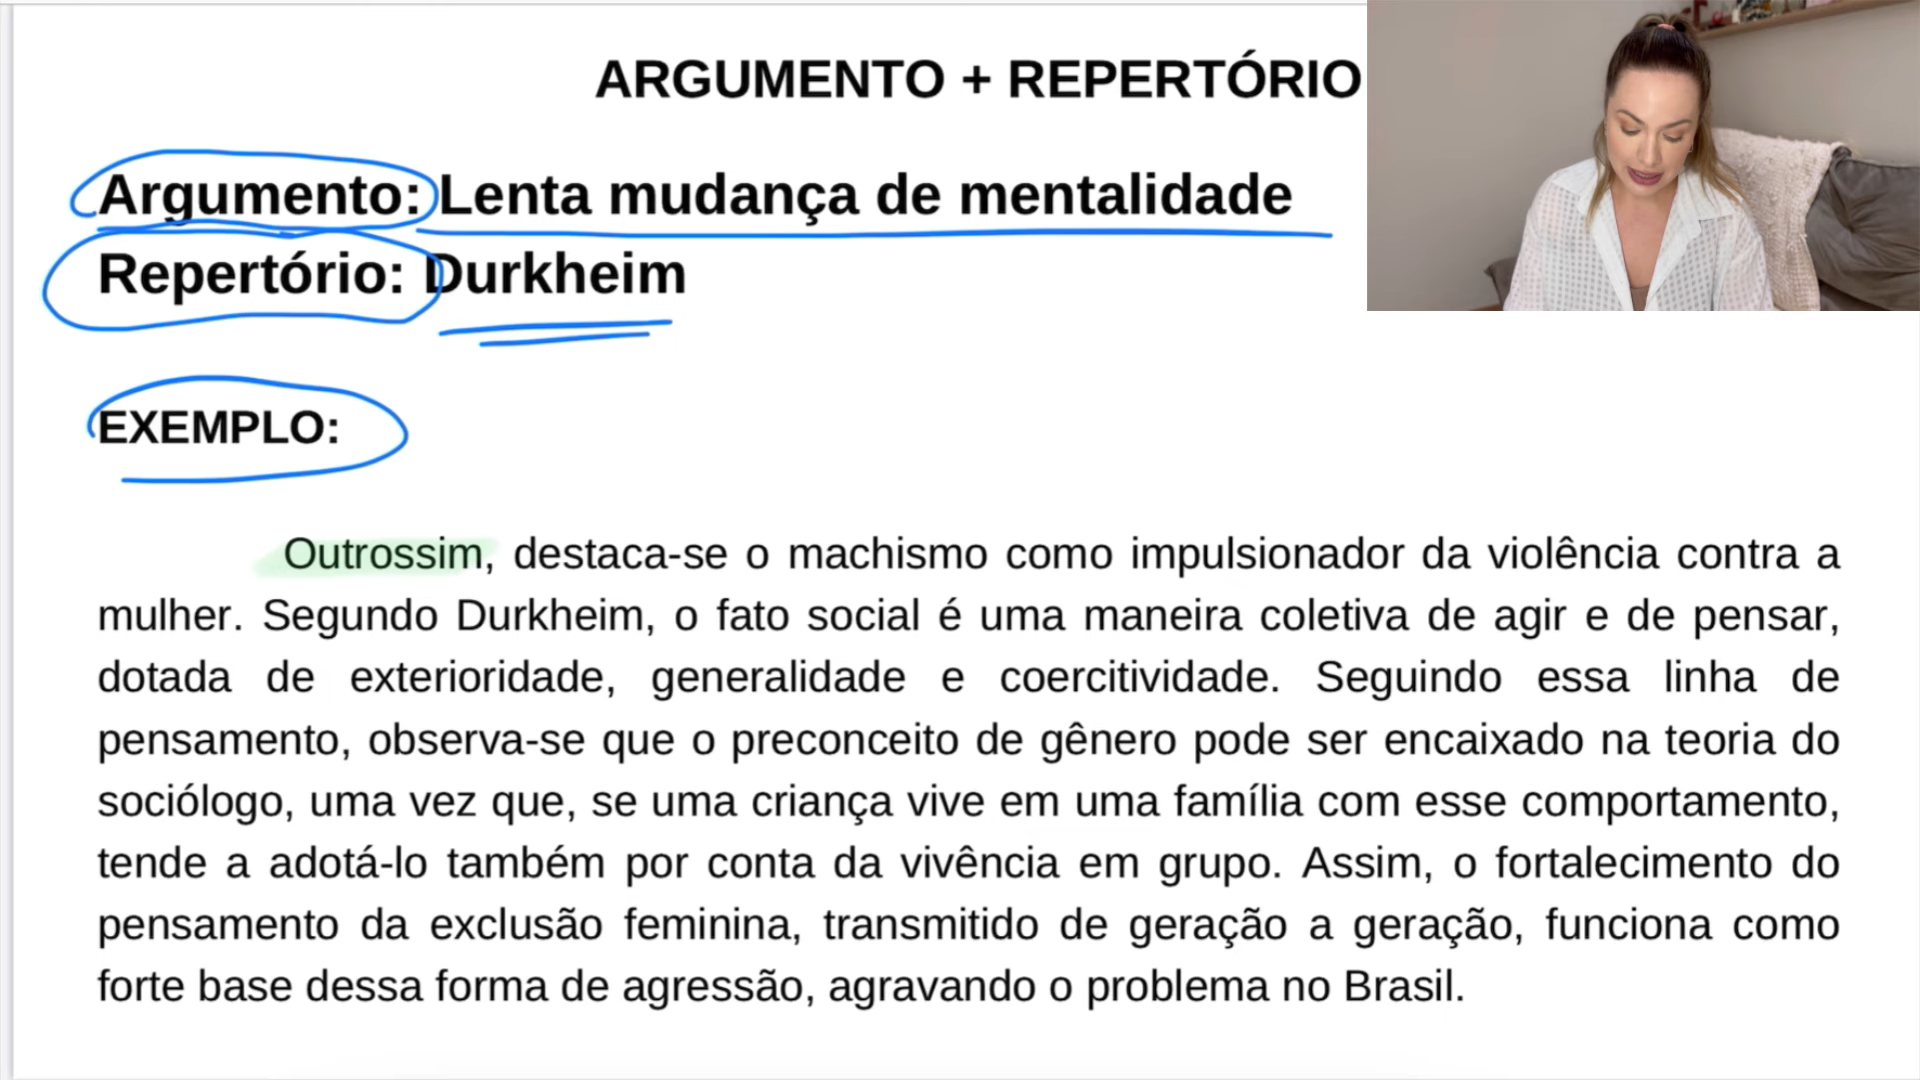 ARGUMENTO + REPERTÓRIO
Argumento: Lenta mudança de mentalidade
Repertório: Durkheim
EXEMPLO:
Outrossim, destaca-se o machismo como impulsionador da violência contra a
mulher. Segundo Durkheim, o fato social é uma maneira coletiva de agir e de pensar,
dotada de exterioridade, generalidade e coercitividade. Seguindo essa linha de
pensamento, observa-se que o preconceito de gênero pode ser encaixado na teoria do
sociólogo, uma vez que, se uma criança vive em uma família com esse comportamento,
tende a adotá-lo também por conta da vivência em grupo. Assim, o fortalecimento do
pensamento da exclusão feminina, transmitido de geração a geração, funciona como
forte base dessa forma de agressão, agravando o problema no Brasil.